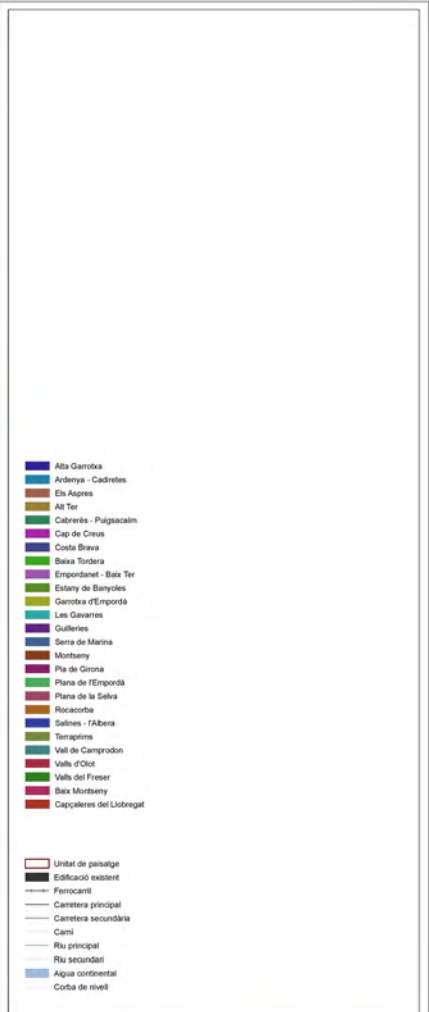 Alta Garrotxa
Ardenya - Cadiretes
Els Aspres
Alt Ter
Cabrerès - Puigsacalm
Cap de Creus
Costa Brava
Baixa Tordera
Empordanet - Baix Ter
Estany de Banyoles
Garrotxa d'Empordà
Les Gavarres
Guilleries
Serra de Marina
Montseny
Pla de Girona
Plana de l'Empordà
Plana de la Selva
Rocacorba
Salines - l'Albera
Terraprims
Vall de Camprodon
Valls d'Olot
Valls del Freser
Baix Montseny
Capçaleres del Llobregat
Unitat de paisatge
Edificació existent
Ferrocarril
Carretera principal
Carretera secundària
Camí
Riu principal
Riu secundari
Aigua continental
Corba de nivell